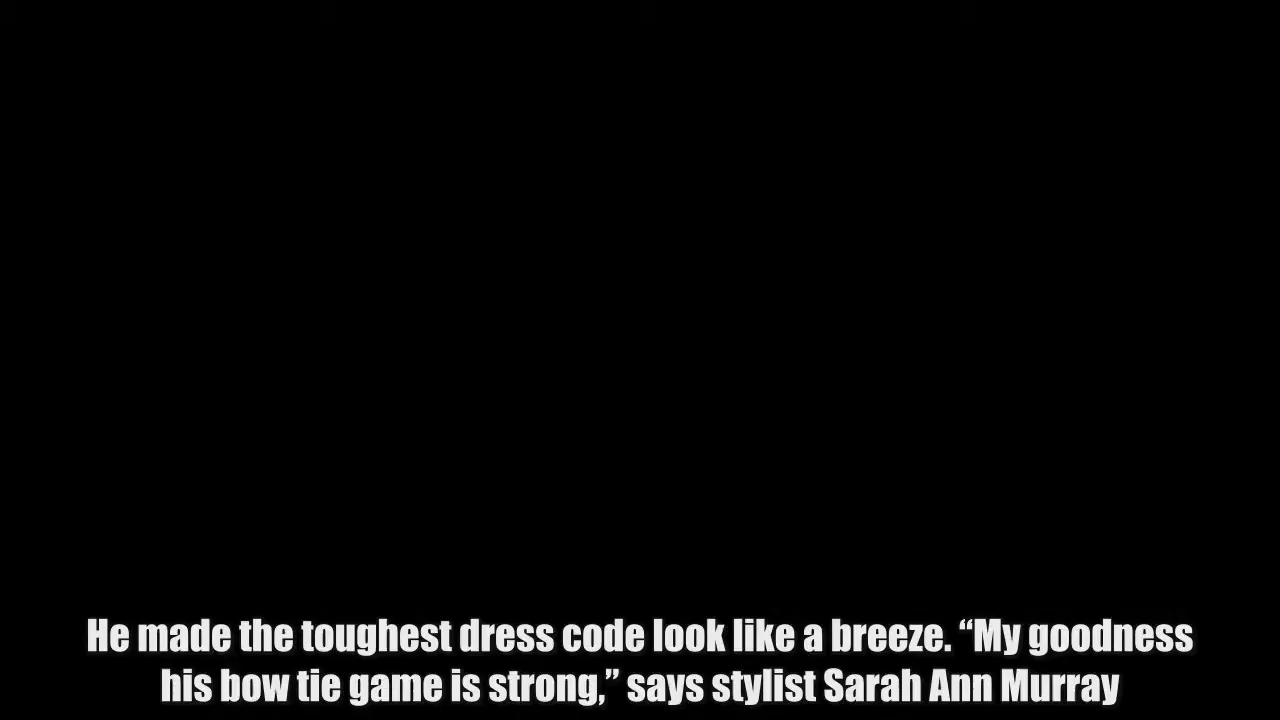 He made the toughest dress code look like a breeze. “My goodness
his bow tie game is strong,” says stylist Sarah Ann Murray